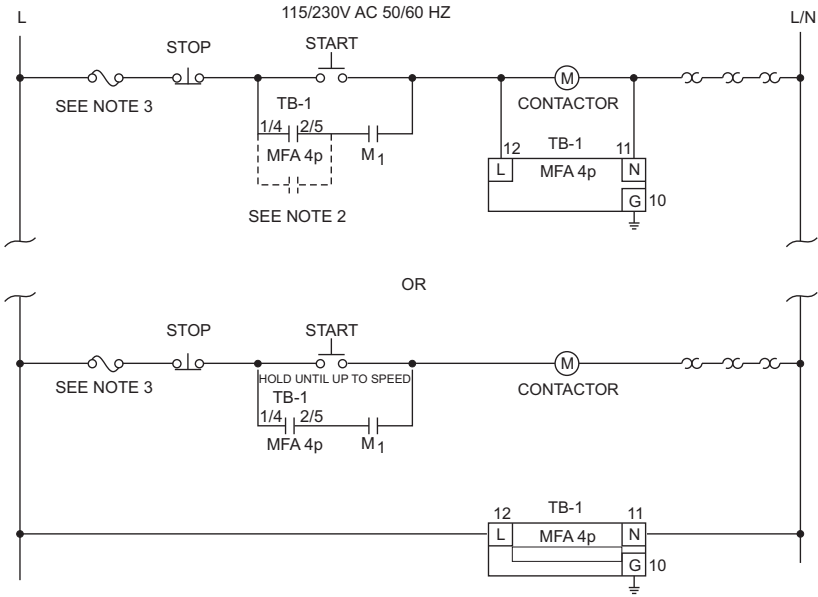 115/230V AC 50/60 HZ
L
L/N
STOP
START
M
SEE NOTE 3
CONTACTOR
TB-1
1/4 2/5
MFA 4p
M1
SEE NOTE 2
12 TB-1 11
L MFA 4p N
G 10
OR
STOP
START
M
SEE NOTE 3
HOLD UNTIL UP TO SPEED
CONTACTOR
TB-1
1/4 2/5
MFA 4p
M1
12 TB-1 11
L MFA 4p N
G 10